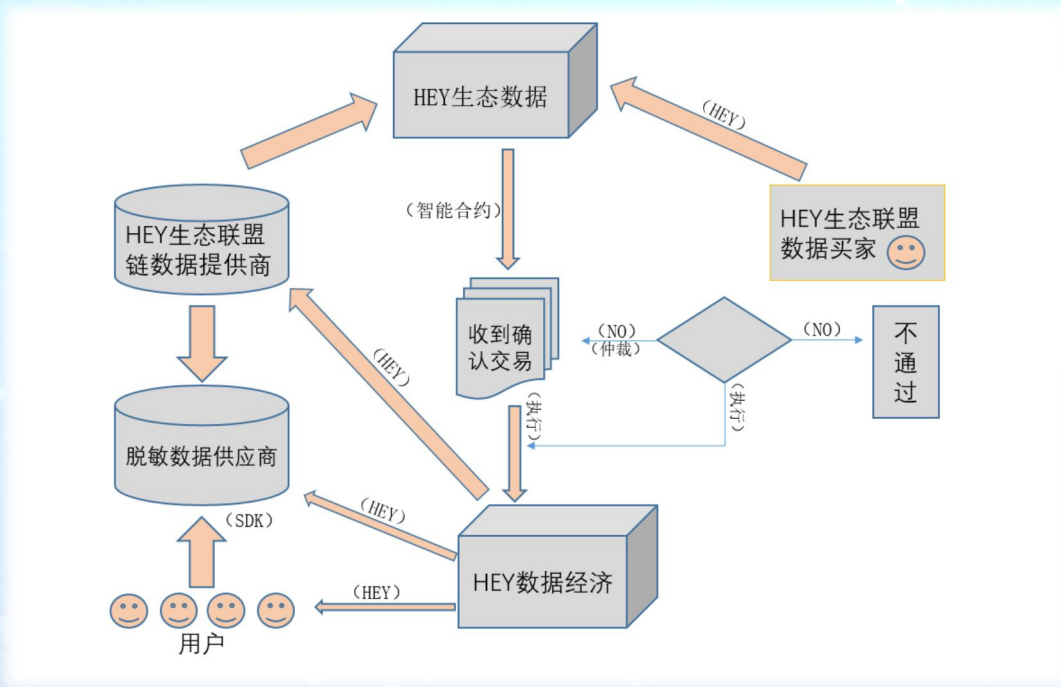 HEY生态数据
(HEY)
(智能合约)
HEY生态联盟
链数据提供商
HEY生态联盟
数据买家
收到确
认交易
(NO)
(仲裁)
(NO)
不
通
过
(HEY)
(执行)
(执行)
脱敏数据供应商
(SDK)
(HEY)
(HEY)
HEY数据经济
用户